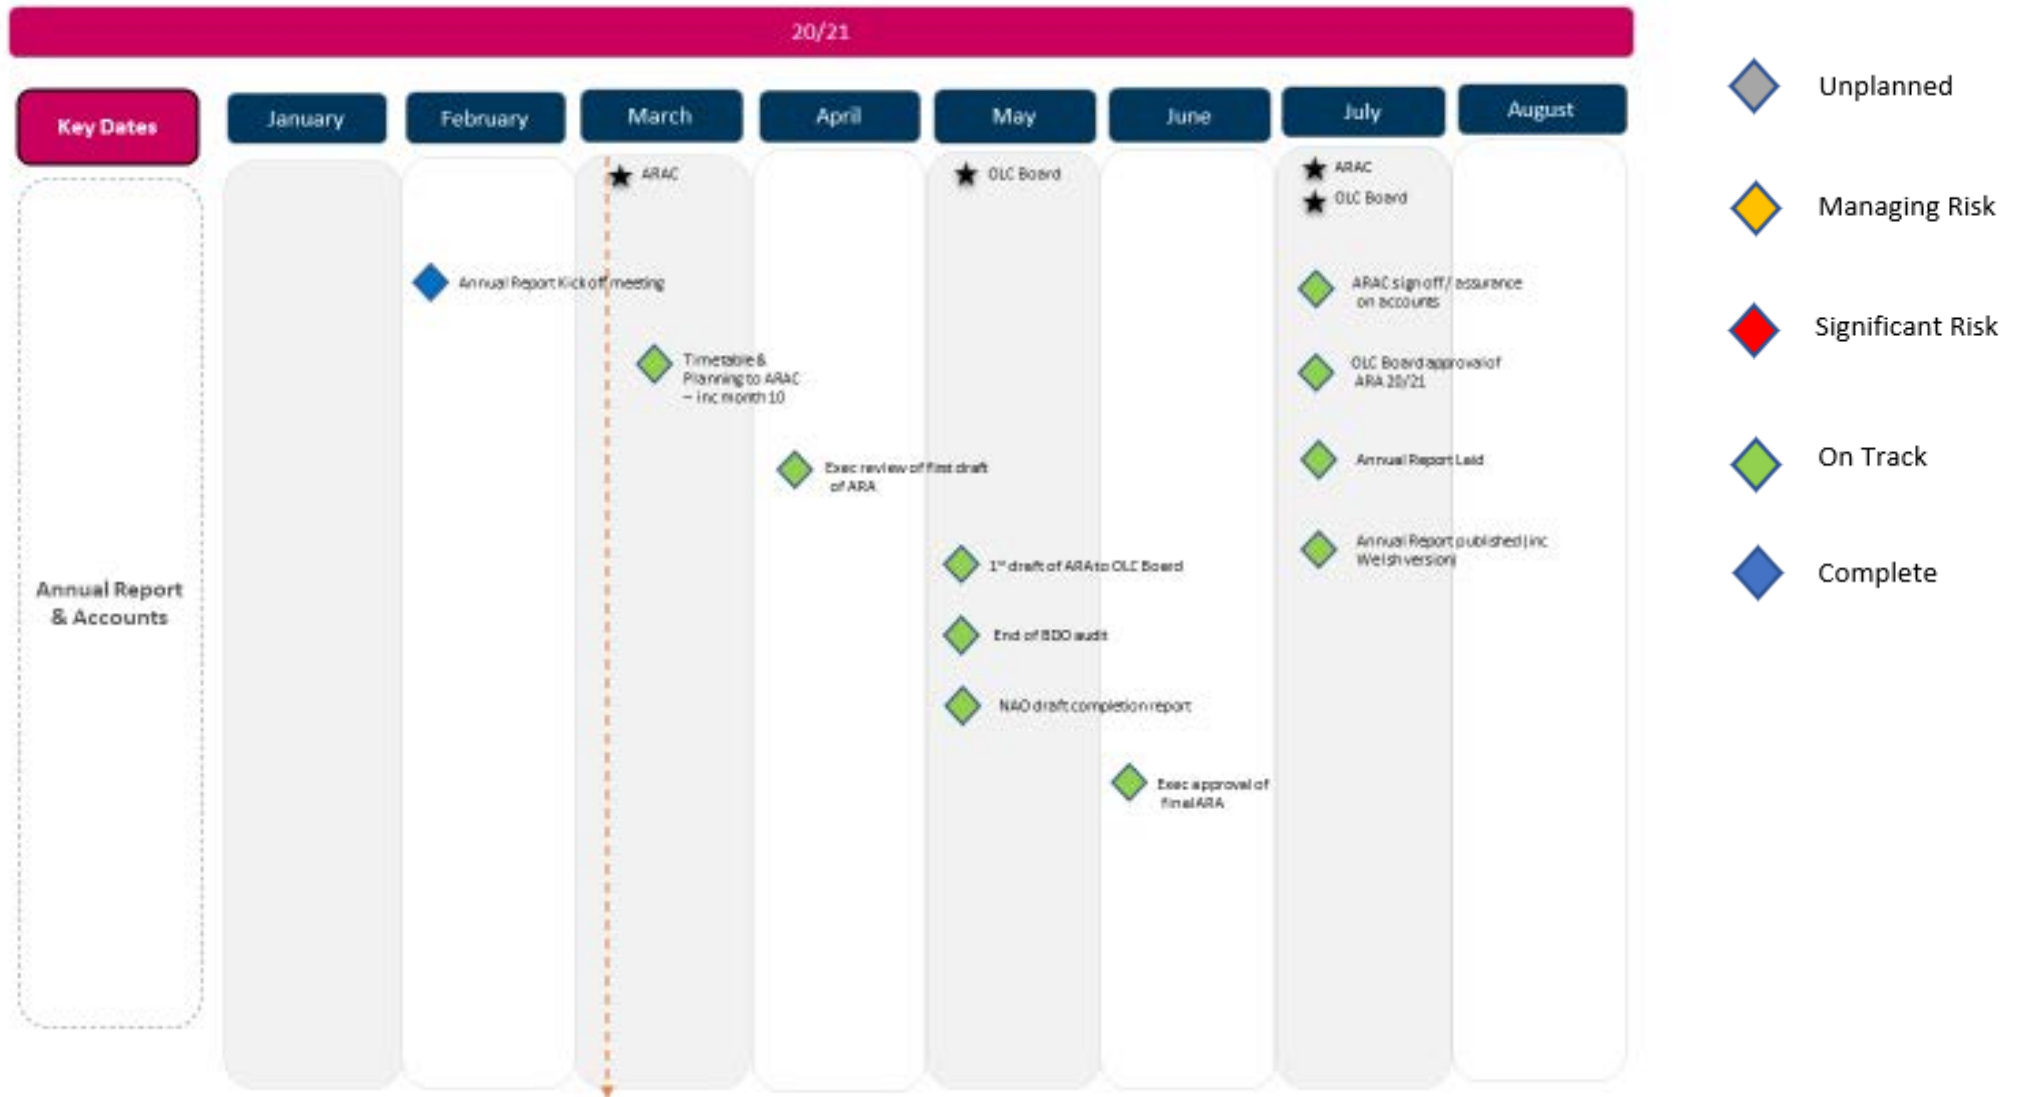 20/21
Key Dates
January
February
March
April
May
June
July
August
Annual Report
& Accounts
ARAC
OLC Board
ARAC
OLC Board
Annual Report Kick off meeting
Timetable &
Planning to ARAC
– inc month 10
Exec review of first draft
of ARA
1st draft of ARA to OLC Board
End of BDO audit
NAO draft completion report
Exec approval of
final ARA
ARAC sign off / assurance
on accounts
OLC Board approval of
ARA 20/21
Annual Report Laid
Annual Report published (inc
Welsh version)
Unplanned
Managing Risk
Significant Risk
On Track
Complete